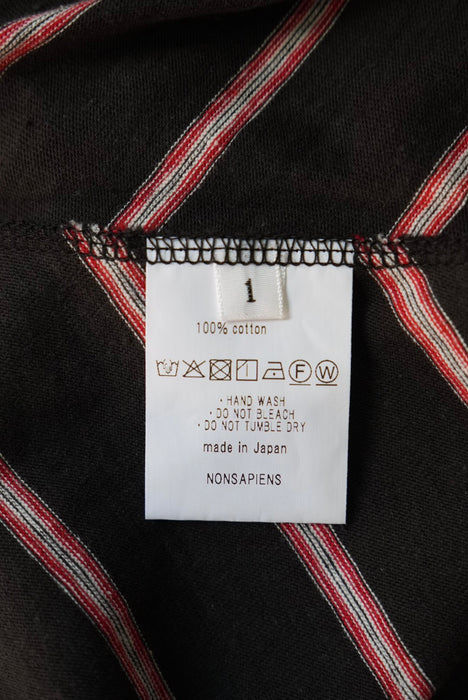 1
100% cotton
F W
・HAND WASH
・DO NOT BLEACH
・DO NOT TUMBLE DRY
made in Japan
NONSAPIENS